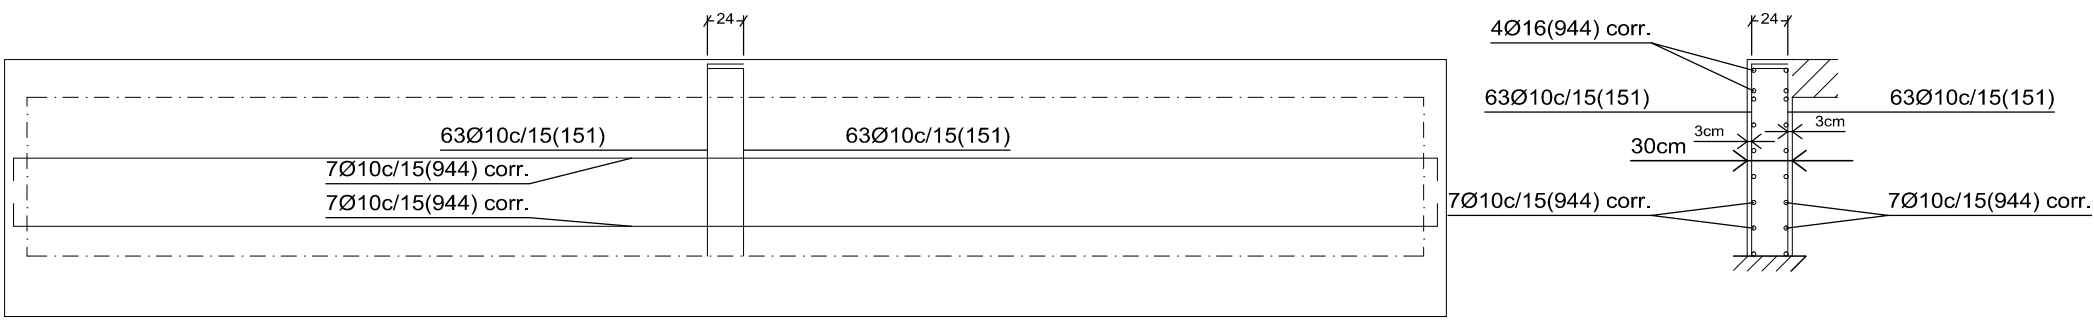 24
63Ø10c/15(151)
63Ø10c/15(151)
7Ø10c/15(944) corr.
7Ø10c/15(944) corr.
24
4Ø16(944) corr.
63Ø10c/15(151)
63Ø10c/15(151)
3cm
3cm
30cm
7Ø10c/15(944) corr.
7Ø10c/15(944) corr.